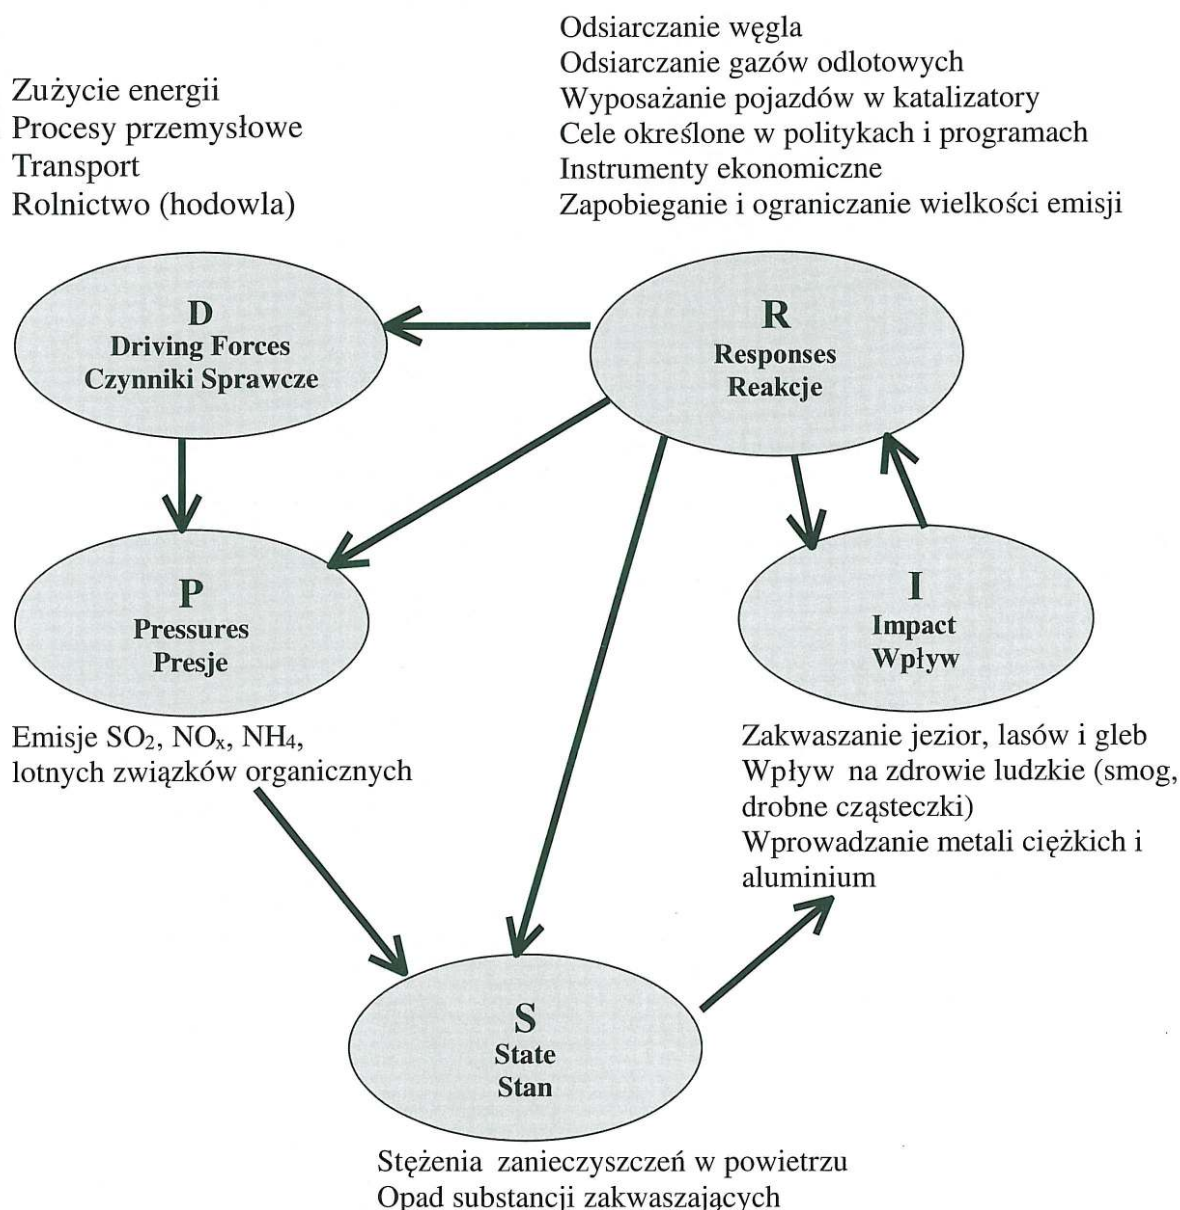 Zużycie energii
Procesy przemysłowe
Transport
Rolnictwo (hodowla)
Odsiarczanie węgla
Odsiarczanie gazów odlotowych
Wyposażanie pojazdów w katalizatory
Cele określone w politykach i programach
Instrumenty ekonomiczne
Zapobieganie i ograniczanie wielkości emisji
D
Driving Forces
Czynniki Sprawcze
R
Responses
Reakcje
P
Pressures
Presje
I
Impact
Wpływ
Emisje SO₂, NOₓ, NH₄,
lotnych związków organicznych
Zakwaszanie jezior, lasów i gleb
Wpływ na zdrowie ludzkie (smog,
drobne cząsteczki)
Wprowadzanie metali ciężkich i
aluminium
S
State
Stan
Stężenia zanieczyszczeń w powietrzu
Opad substancji zakwaszających